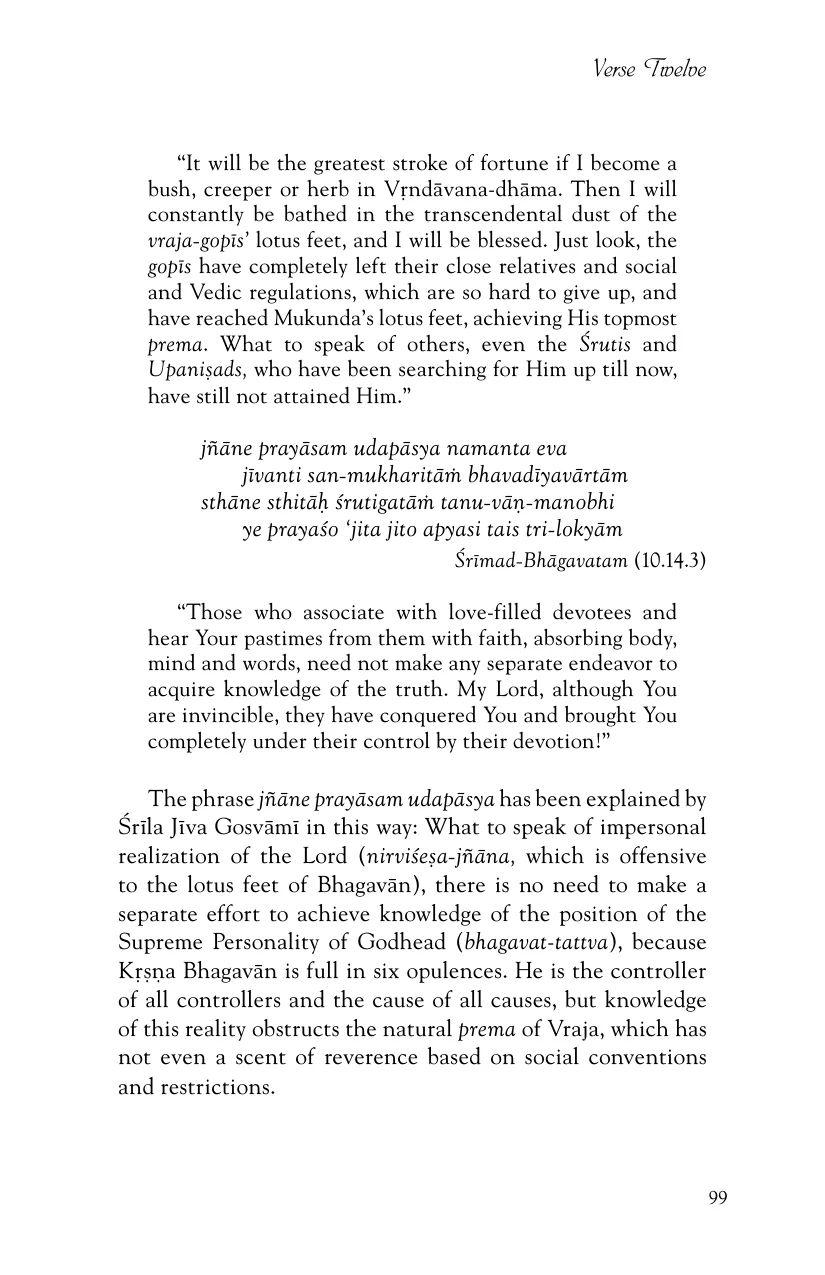 Verse Twelve
“It will be the greatest stroke of fortune if I become a
bush, creeper or herb in Vṛndāvana-dhāma. Then I will
constantly be bathed in the transcendental dust of the
vraja-gopīs’ lotus feet, and I will be blessed. Just look, the
gopīs have completely left their close relatives and social
and Vedic regulations, which are so hard to give up, and
have reached Mukunda’s lotus feet, achieving His topmost
prema. What to speak of others, even the Śrutis and
Upaniṣads, who have been searching for Him up till now,
have still not attained Him.”
jñāne prayāsam udapāsya namanta eva
jīvanti san-mukharitāṁ bhavadīyavārtām
sthāne sthitāḥ śrutigatāṁ tanu-vāṇ-manobhi
ye prayaśo ‘jita jito apyasi tais tri-lokyām
Śrīmad-Bhāgavatam (10.14.3)
“Those who associate with love-filled devotees and
hear Your pastimes from them with faith, absorbing body,
mind and words, need not make any separate endeavor to
acquire knowledge of the truth. My Lord, although You
are invincible, they have conquered You and brought You
completely under their control by their devotion!”
The phrase jñāne prayāsam udapāsya has been explained by
Śrīla Jīva Gosvāmī in this way: What to speak of impersonal
realization of the Lord (nirviśeṣa-jñāna, which is offensive
to the lotus feet of Bhagavān), there is no need to make a
separate effort to achieve knowledge of the position of the
Supreme Personality of Godhead (bhagavat-tattva), because
Kṛṣṇa Bhagavān is full in six opulences. He is the controller
of all controllers and the cause of all causes, but knowledge
of this reality obstructs the natural prema of Vraja, which has
not even a scent of reverence based on social conventions
and restrictions.
99